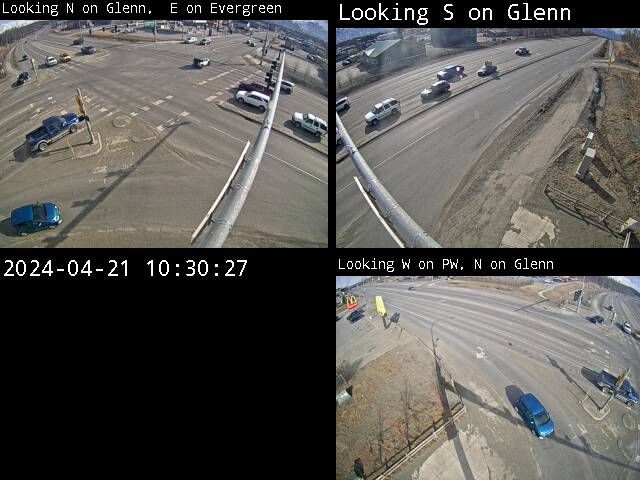 Looking N on Glenn,  E on Evergreen
Looking S on Glenn
2024-04-21 10:30:27
Looking W on PW, N on Glenn